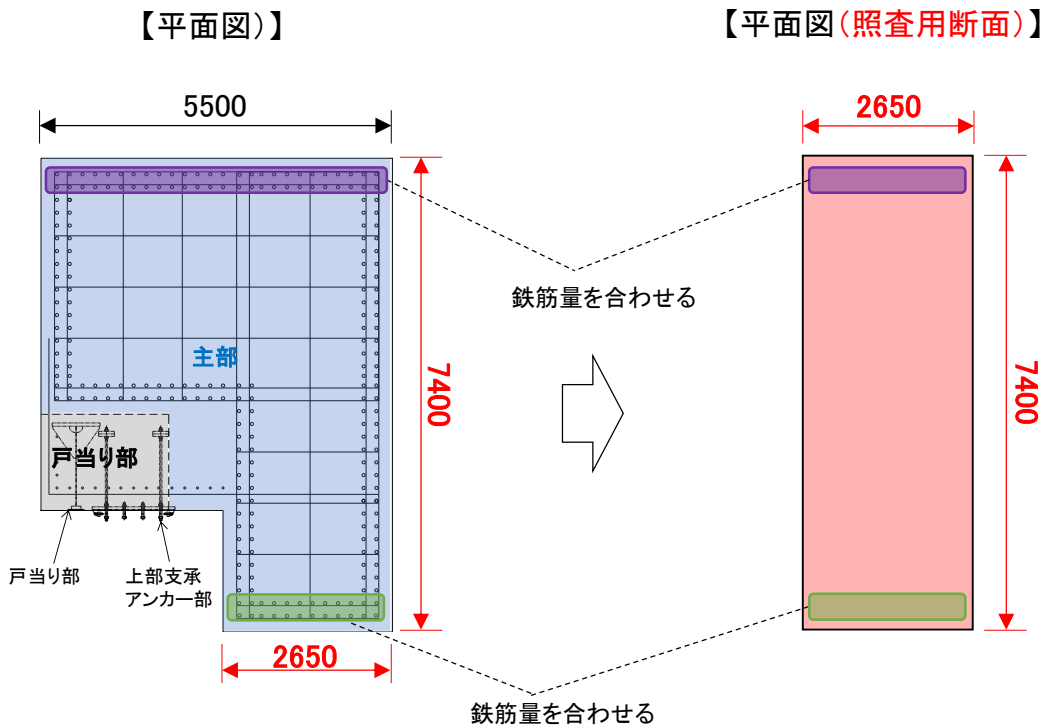 【平面図)】
【平面図(照査用断面)】
5500
2650
鉄筋量を合わせる
主部
7400
7400
戸当り部
戸当り部
上部支承
アンカー部
2650
鉄筋量を合わせる